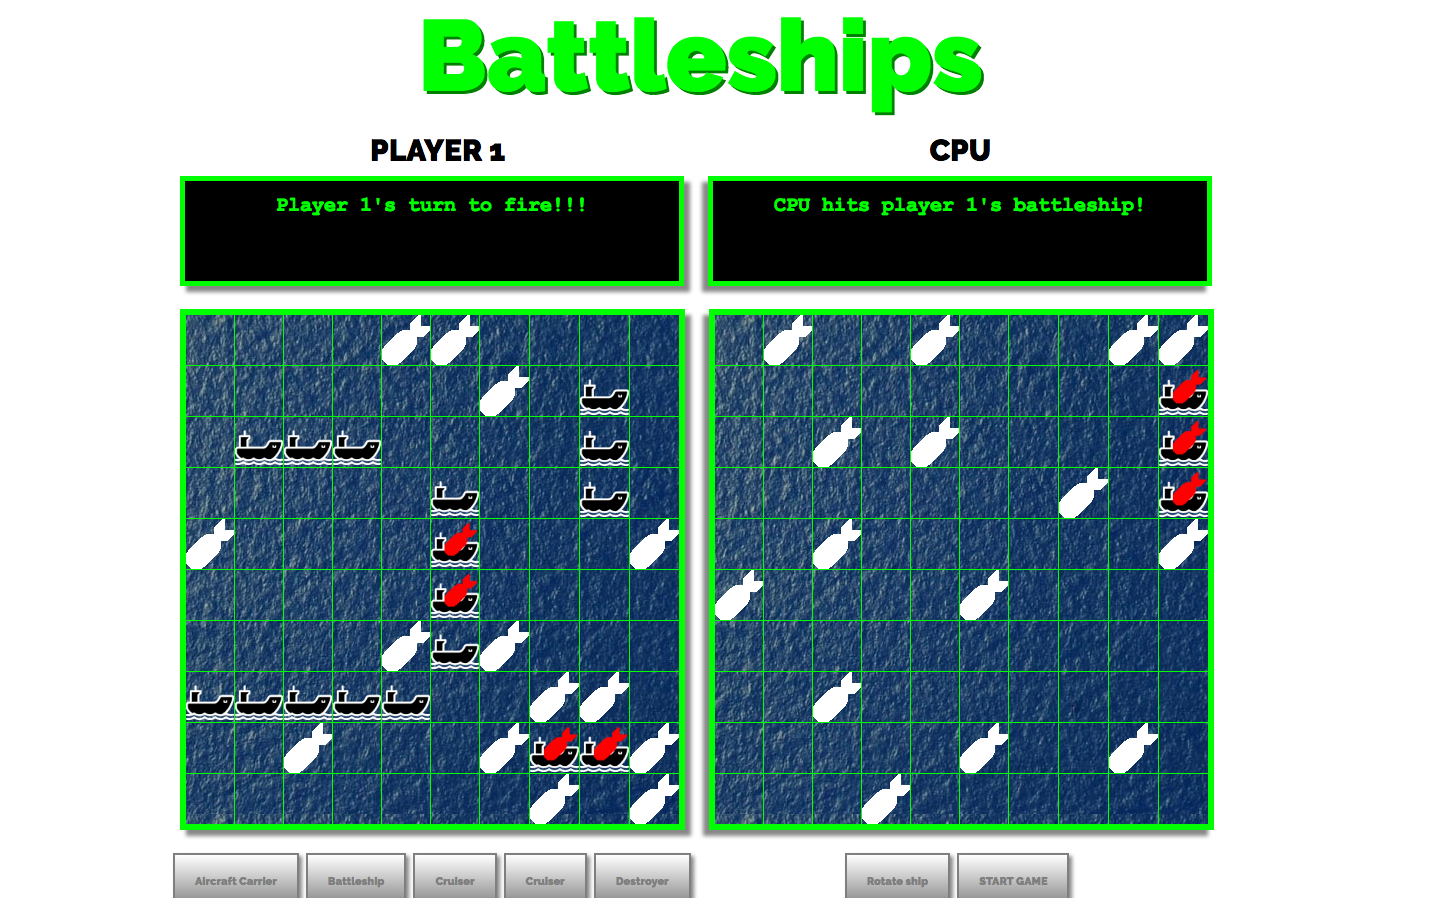 Battleships
PLAYER 1
CPU
Player 1's turn to fire!!!
CPU hits player 1's battleship!
Aircraft Carrier
Battleship
Cruiser
Cruiser
Destroyer
Rotate ship
START GAME